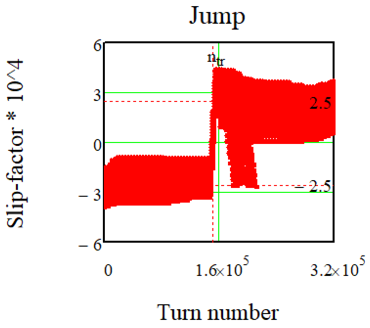 Jump
Slip-factor * 10^4
6
3
0
− 3
− 6
n_tr
2.5
− 2.5
0
1.6×10^5
3.2×10^5
Turn number